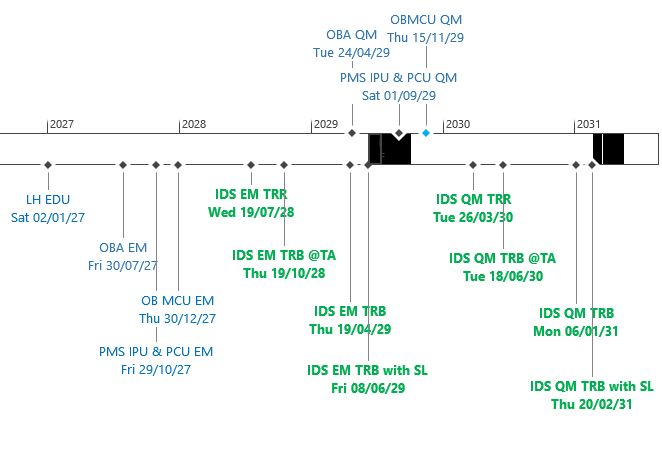 OBMCU QM
Thu 15/11/29
OBA QM
Tue 24/04/29
PMS IPU & PCU QM
Sat 01/09/29
2027
2028
2029
2030
2031
LH EDU
Sat 02/01/27
OBA EM
Fri 30/07/27
OB MCU EM
Thu 30/12/27
PMS IPU & PCU EM
Fri 29/10/27
IDS EM TRR
Wed 19/07/28
IDS EM TRB @TA
Thu 19/10/28
IDS EM TRB
Thu 19/04/29
IDS EM TRB with SL
Fri 08/06/29
IDS QM TRR
Tue 26/03/30
IDS QM TRB @TA
Tue 18/06/30
IDS QM TRB
Mon 06/01/31
IDS QM TRB with SL
Thu 20/02/31